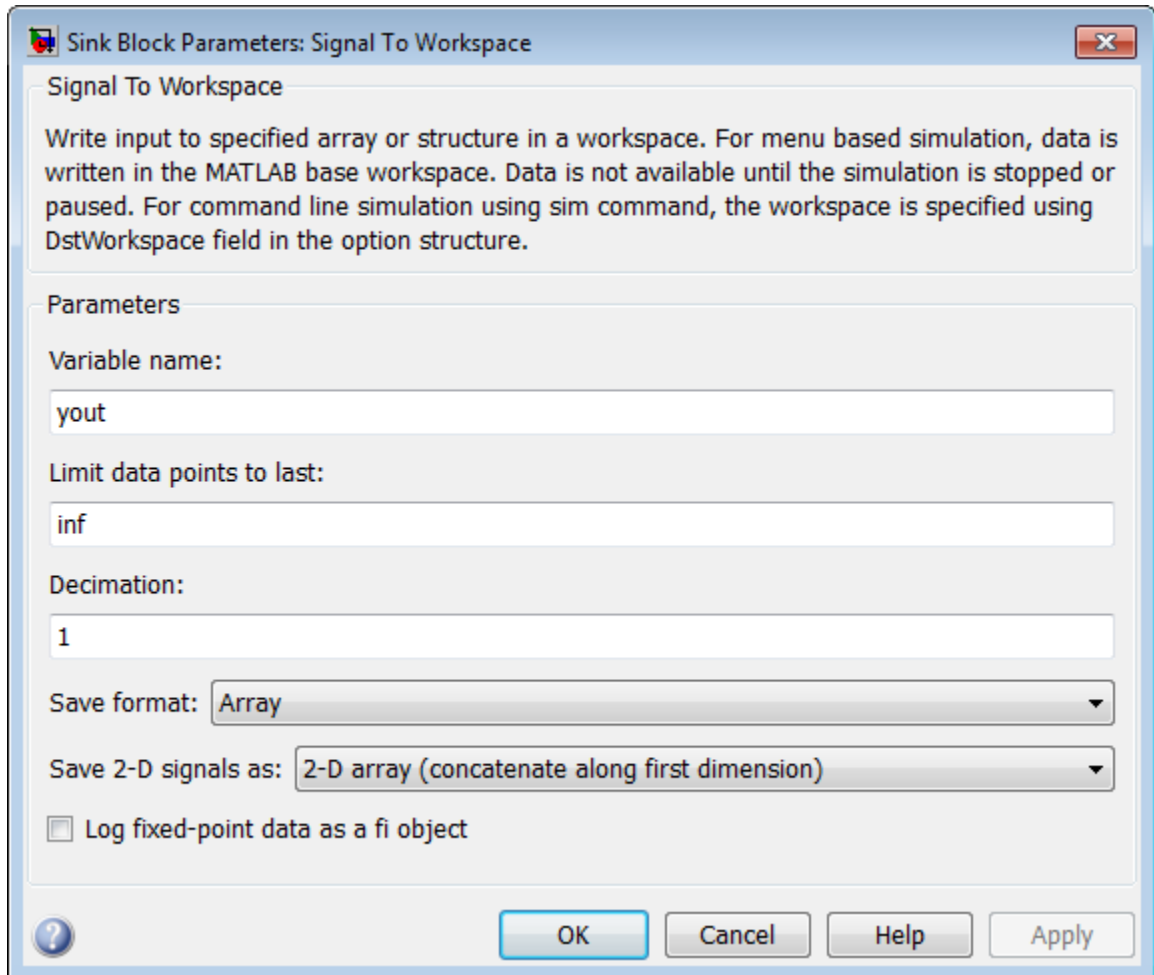 Sink Block Parameters: Signal To Workspace
Signal To Workspace
Write input to specified array or structure in a workspace. For menu based simulation, data is
written in the MATLAB base workspace. Data is not available until the simulation is stopped or
paused. For command line simulation using sim command, the workspace is specified using
DstWorkspace field in the option structure.
Parameters
Variable name:
yout
Limit data points to last:
inf
Decimation:
1
Save format: Array
Save 2-D signals as: 2-D array (concatenate along first dimension)
Log fixed-point data as a fi object
? OK Cancel Help Apply